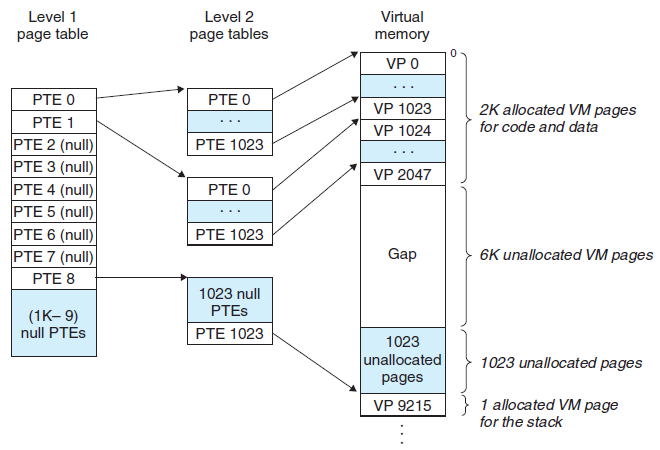 Level 1
page table
Level 2
page tables
Virtual
memory
PTE 0
PTE 1
PTE 2 (null)
PTE 3 (null)
PTE 4 (null)
PTE 5 (null)
PTE 6 (null)
PTE 7 (null)
PTE 8
(1K– 9)
null PTEs
PTE 0
· · ·
PTE 1023
PTE 0
· · ·
PTE 1023
1023 null
PTEs
PTE 1023
0
VP 0
· · ·
VP 1023
VP 1024
· · ·
VP 2047
Gap
1023
unallocated
pages
VP 9215
2K allocated VM pages
for code and data
6K unallocated VM pages
1023 unallocated pages
1 allocated VM page
for the stack